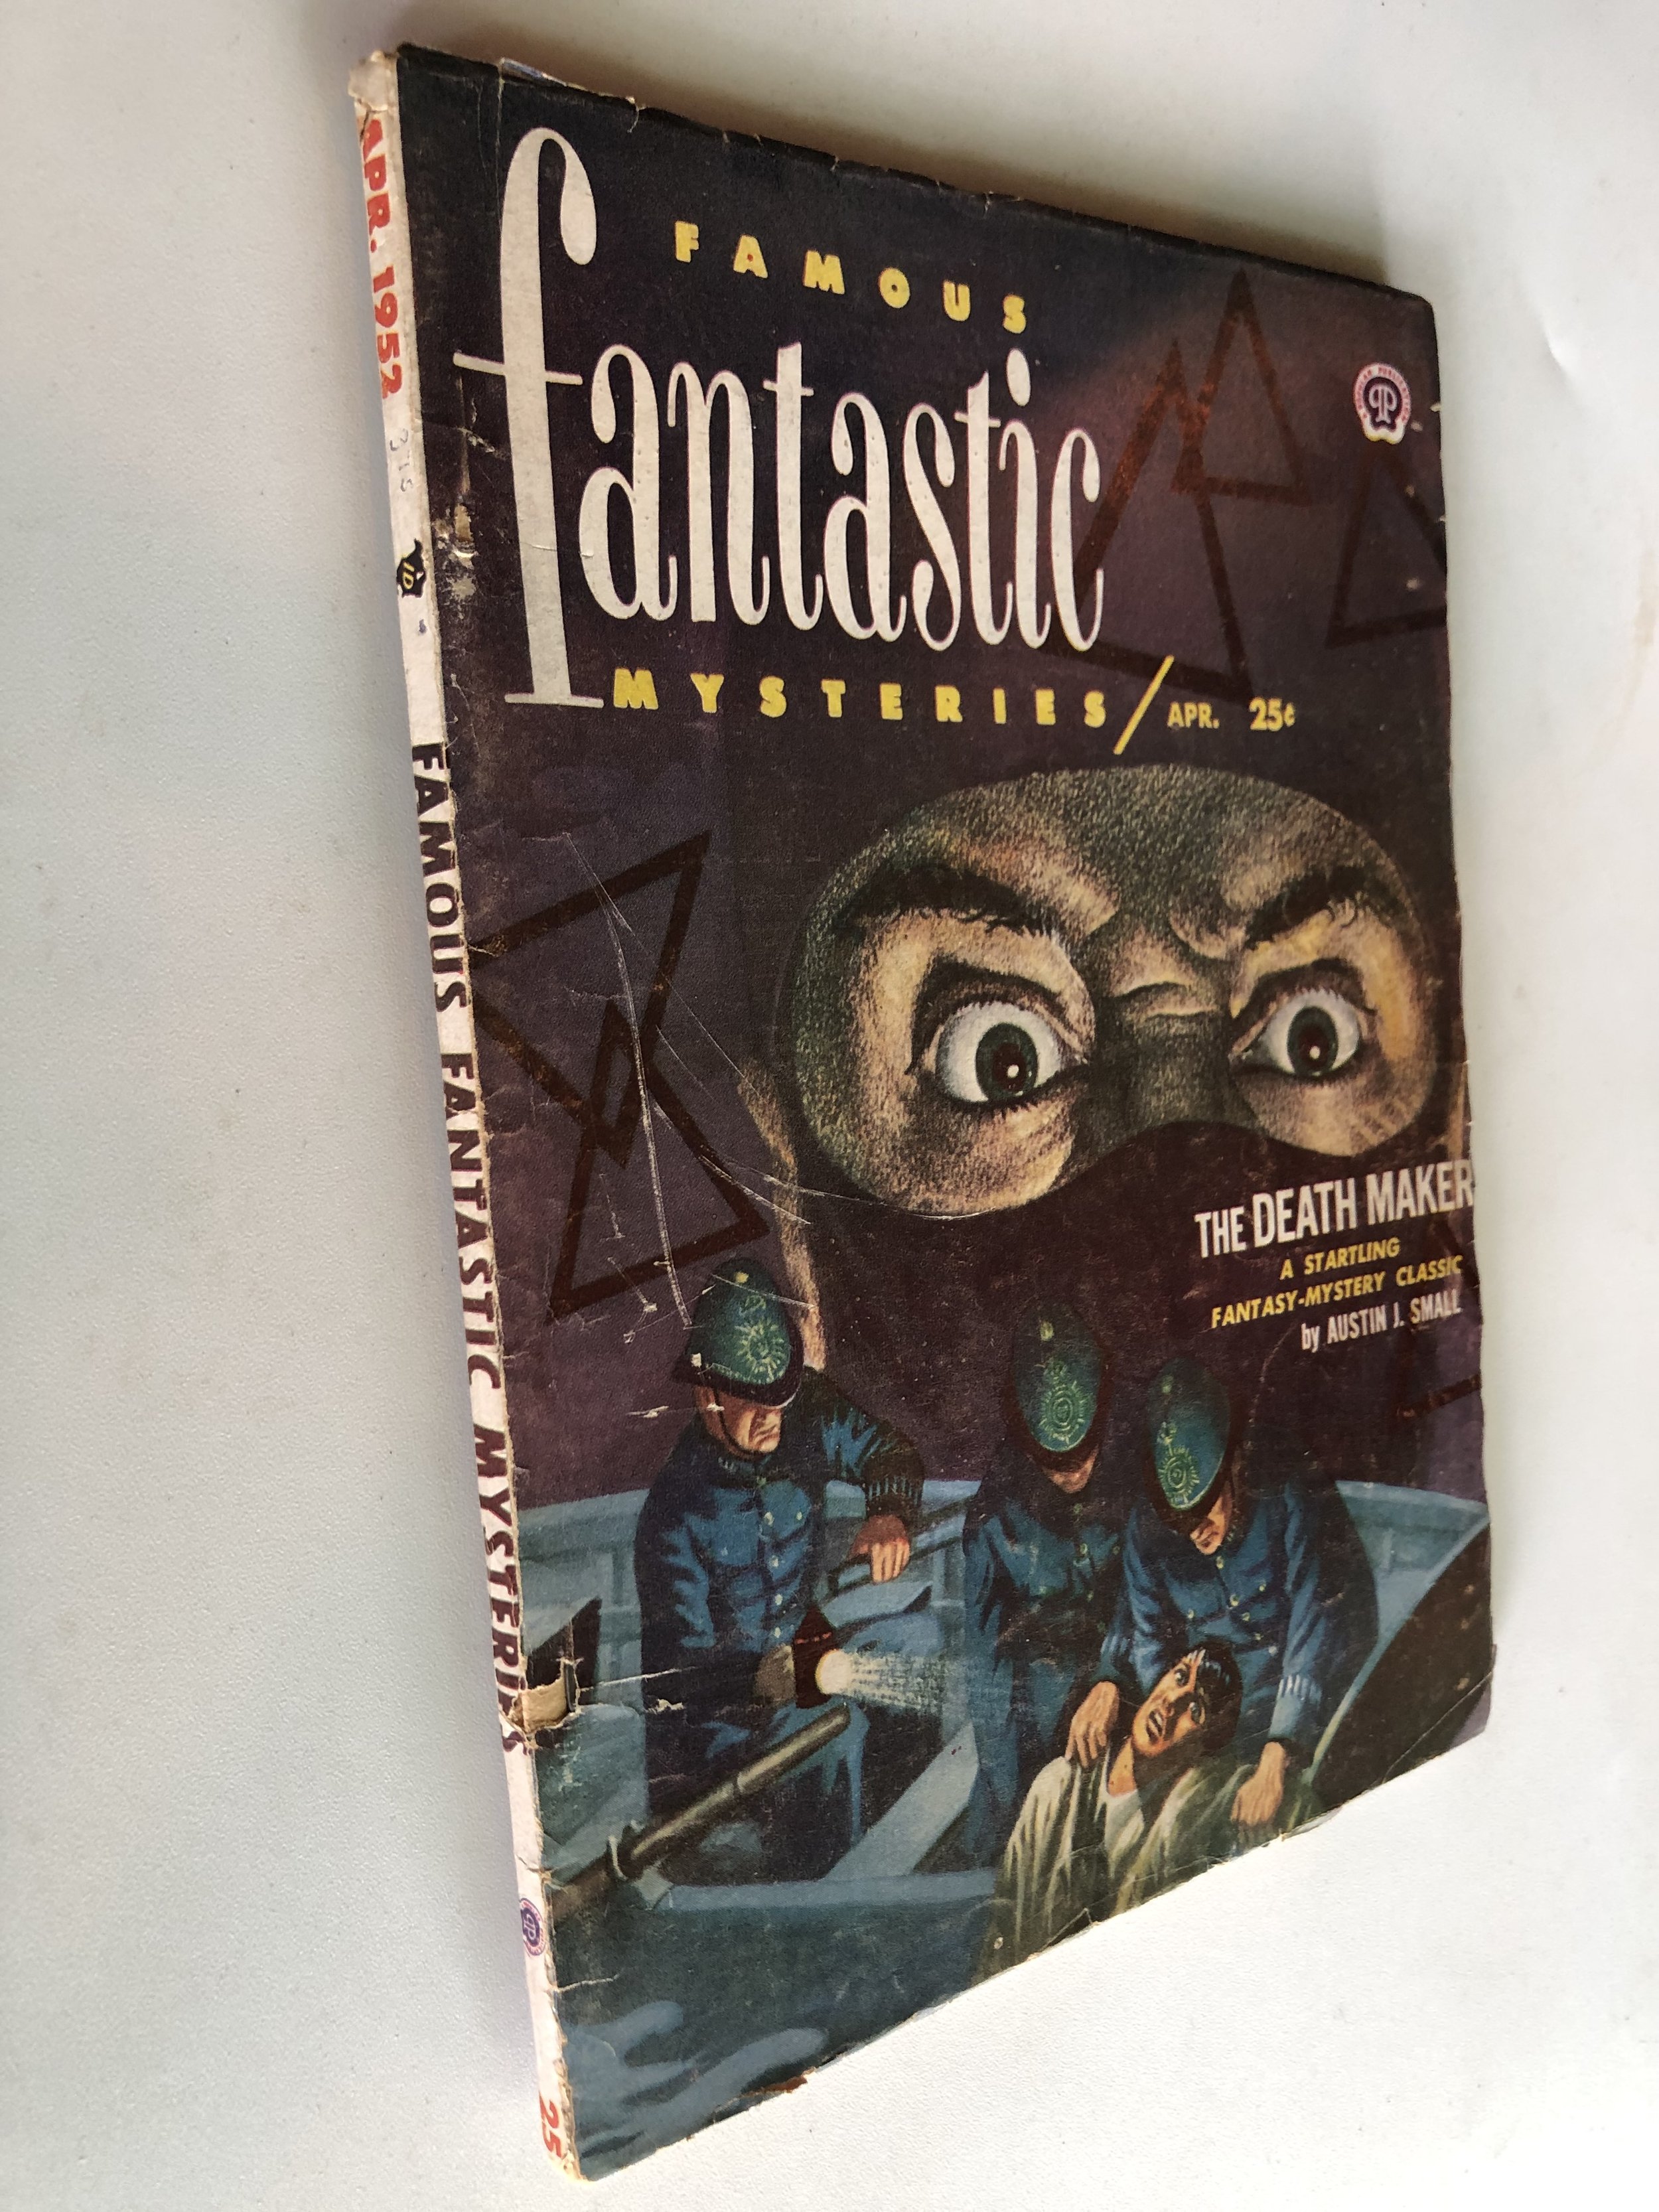 FAMOUS
fantastic
MYSTERIES / APR. 25¢
THE DEATH MAKER
A STARTLING
FANTASY-MYSTERY CLASSIC
by AUSTIN J. SMALL
APR. 1952
FAMOUS FANTASTIC MYSTERIES
25